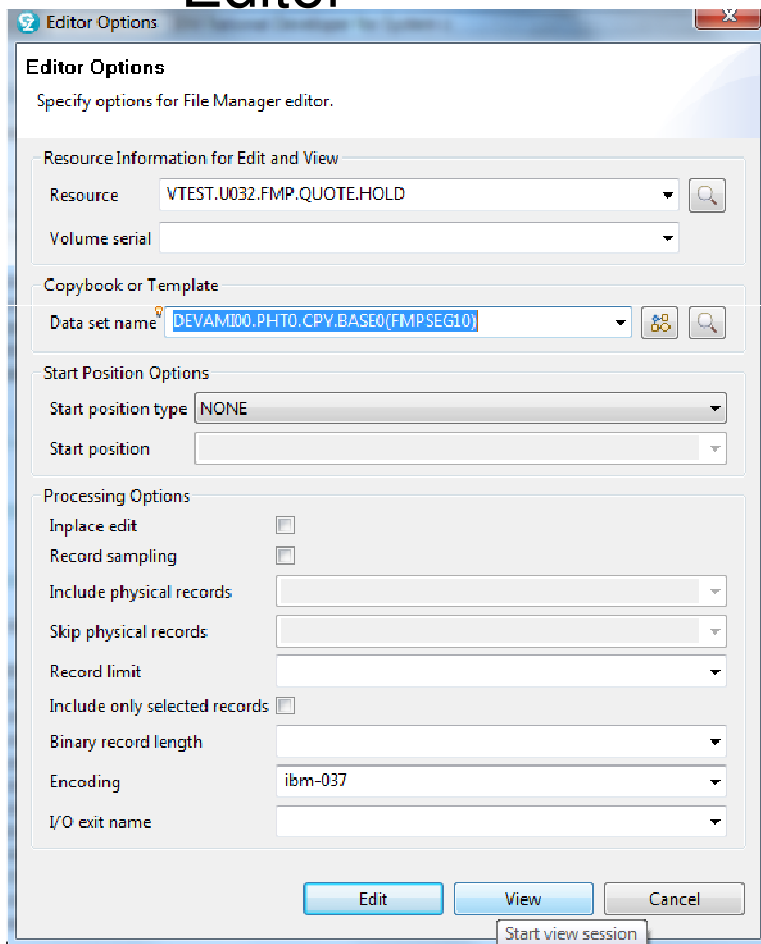 Editor
Editor Options
Editor Options
Specify options for File Manager editor.
Resource Information for Edit and View
Resource VTEST.U032.FMP.QUOTE.HOLD
Volume serial
Copybook or Template
Data set name DEVAMI00.PHT0.CPY.BASE0(FMPSEG10)
Start Position Options
Start position type NONE
Start position
Processing Options
Inplace edit
Record sampling
Include physical records
Skip physical records
Record limit
Include only selected records
Binary record length
Encoding ibm-037
I/O exit name
Edit View Cancel
Start view session